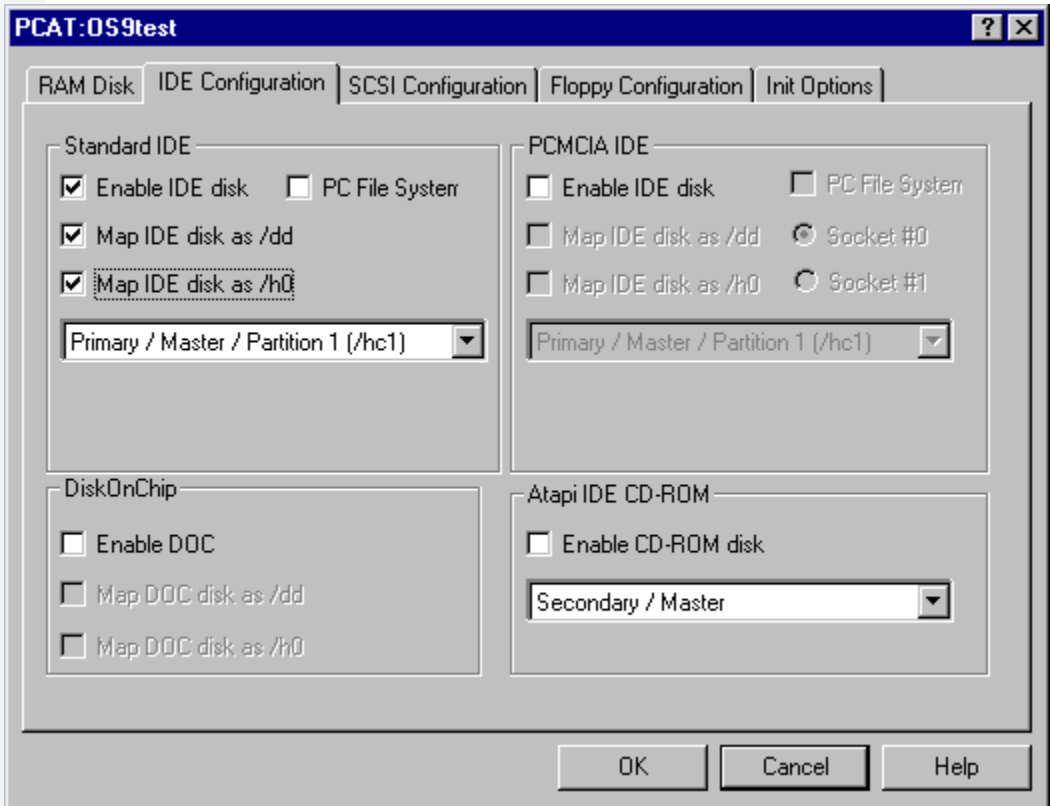 PCAT:OS9test
RAM Disk IDE Configuration SCSI Configuration Floppy Configuration Init Options
Standard IDE
Enable IDE disk PC File System
Map IDE disk as /dd
Map IDE disk as /h0
Primary / Master / Partition 1 (/hc1)
PCMCIA IDE
Enable IDE disk PC File System
Map IDE disk as /dd Socket #0
Map IDE disk as /h0 Socket #1
Primary / Master / Partition 1 (/hc1)
DiskOnChip
Enable DOC
Map DOC disk as /dd
Map DOC disk as /h0
Atapi IDE CD-ROM
Enable CD-ROM disk
Secondary / Master
OK Cancel Help